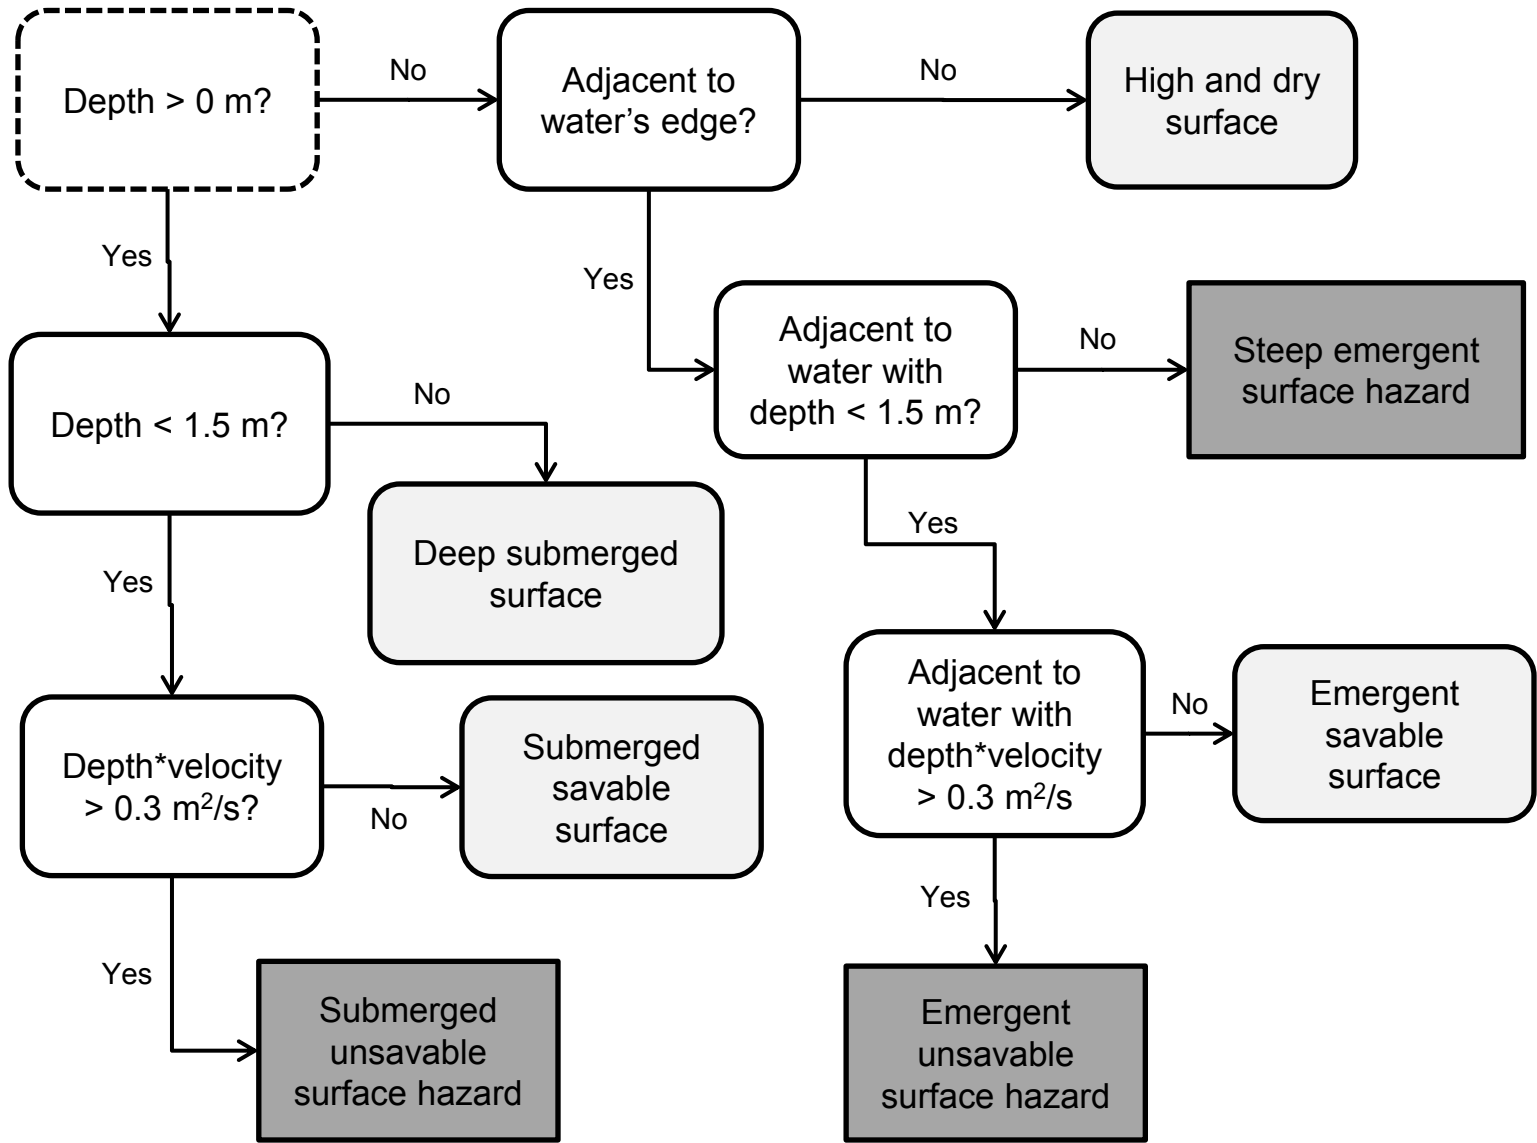 Depth > 0 m?
No
Adjacent to
water’s edge?
No
High and dry
surface
Yes
Yes
Adjacent to
water with
depth < 1.5 m?
No
Steep emergent
surface hazard
Depth < 1.5 m?
No
Deep submerged
surface
Yes
Yes
Adjacent to
water with
depth*velocity
> 0.3 m²/s
No
Emergent
savable
surface
Depth*velocity
> 0.3 m²/s?
No
Submerged
savable
surface
Yes
Yes
Submerged
unsavable
surface hazard
Emergent
unsavable
surface hazard